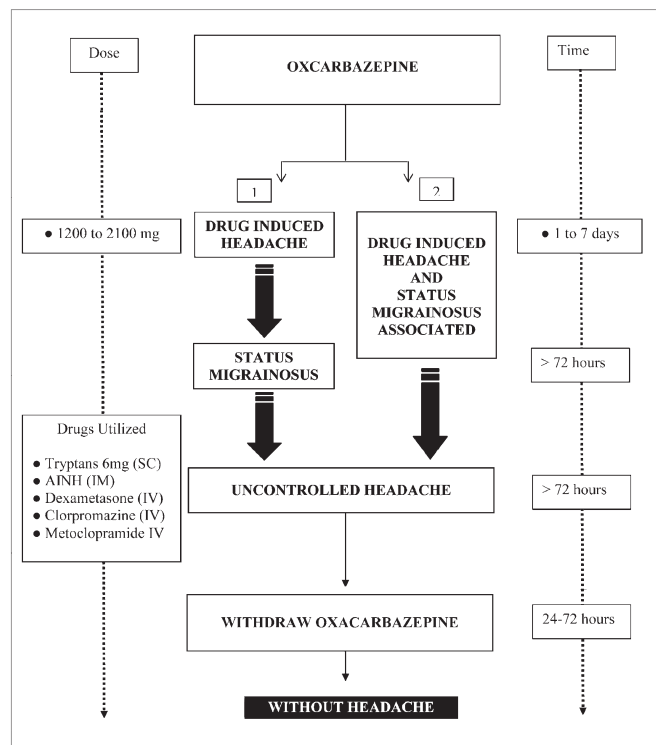 Dose
OXCARBAZEPINE
Time
1
2
● 1200 to 2100 mg
DRUG INDUCED
HEADACHE
DRUG INDUCED
HEADACHE
AND
STATUS
MIGRAINOSUS
ASSOCIATED
● 1 to 7 days
STATUS
MIGRAINOSUS
> 72 hours
Drugs Utilized
● Tryptans 6mg (SC)
● AINH (IM)
● Dexametasone (IV)
● Clorpromazine (IV)
● Metoclopramide IV
UNCONTROLLED HEADACHE
> 72 hours
WITHDRAW OXACARBAZEPINE
24-72 hours
WITHOUT HEADACHE